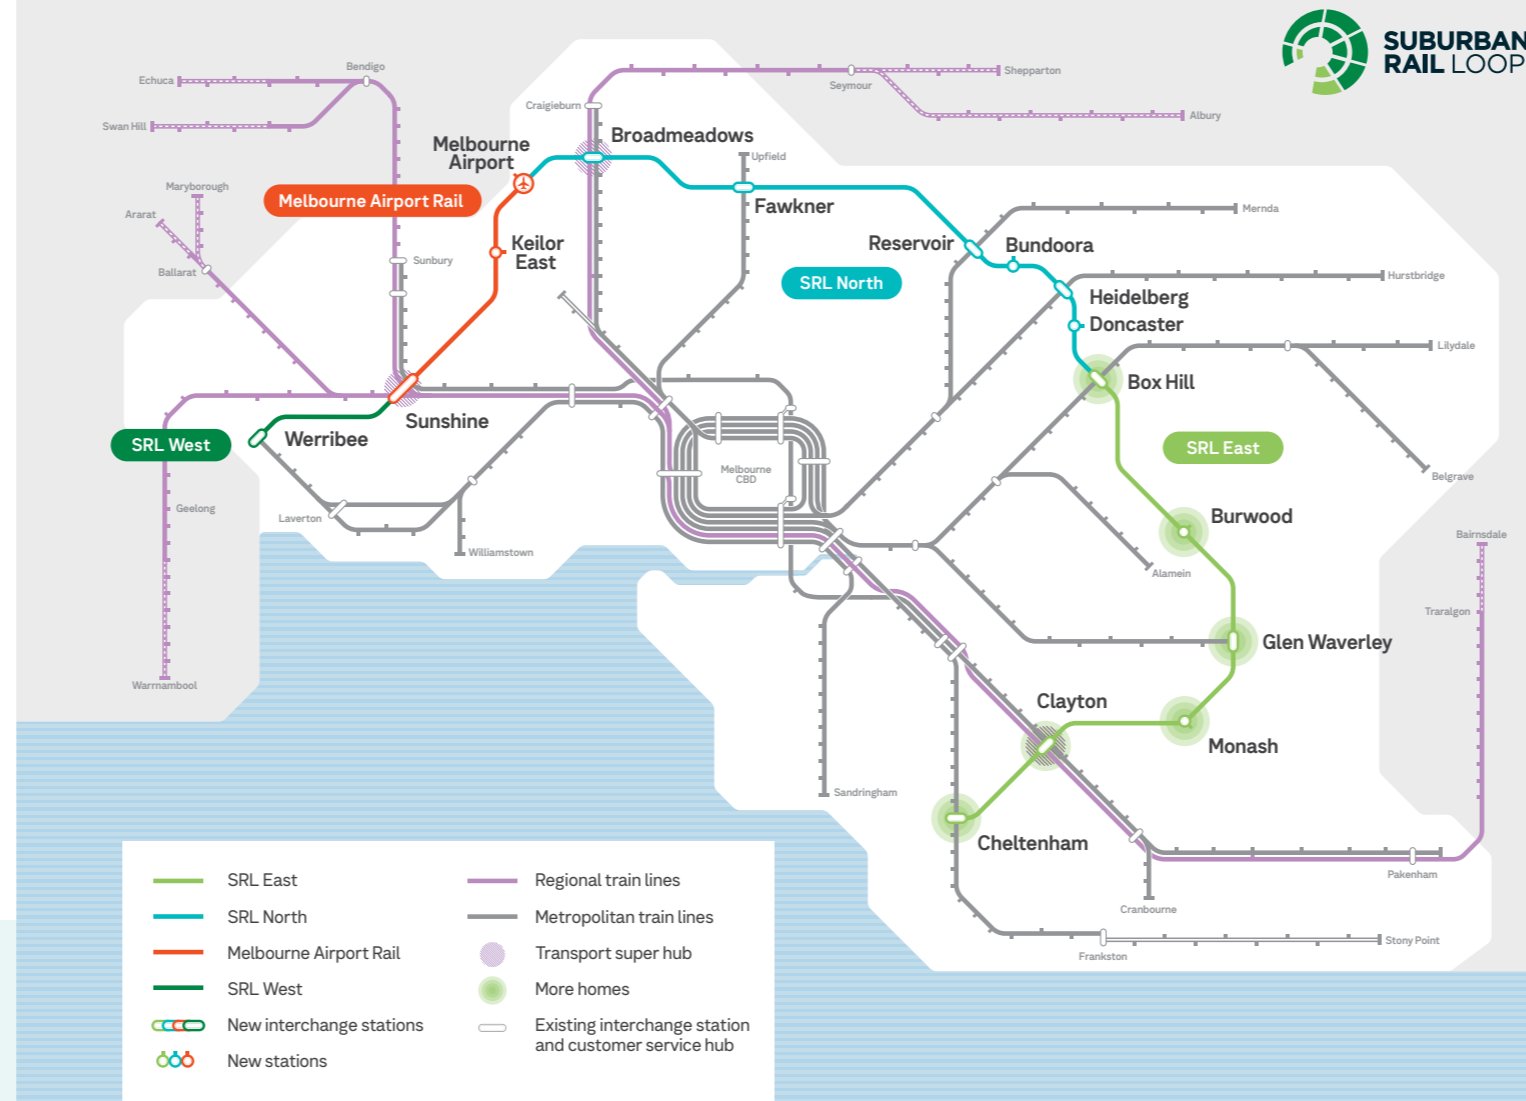 SUBURBAN
RAIL LOOP
Echuca
Bendigo
Swan Hill
Craigieburn
Seymour
Shepparton
Albury
Melbourne
Airport
Broadmeadows
Upfield
Maryborough
Melbourne Airport Rail
Fawkner
Mernda
Ararat
Keilor
East
Reservoir
Bundoora
Ballarat
Sunbury
SRL North
Hurstbridge
Heidelberg
Doncaster
Lilydale
Box Hill
Sunshine
SRL West
Werribee
SRL East
Melbourne
CBD
Belgrave
Geelong
Laverton
Burwood
Williamstown
Bairnsdale
Alamein
Traralgon
Glen Waverley
Warrnambool
Clayton
Monash
Sandringham
Cheltenham
Pakenham
Cranbourne
Frankston
Stony Point
SRL East
SRL North
Melbourne Airport Rail
SRL West
New interchange stations
New stations
Regional train lines
Metropolitan train lines
Transport super hub
More homes
Existing interchange station
and customer service hub